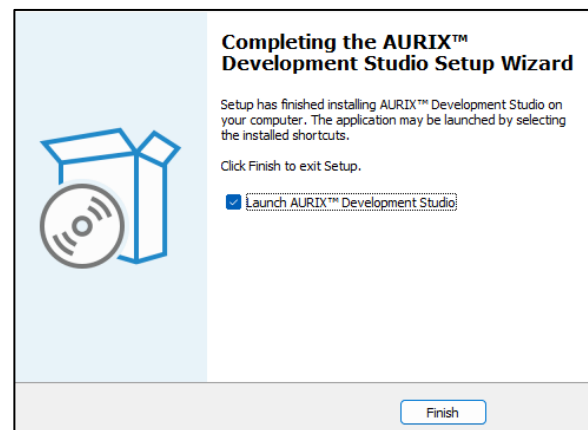 Completing the AURIX™
Development Studio Setup Wizard
Setup has finished installing AURIX™ Development Studio on
your computer. The application may be launched by selecting
the installed shortcuts.
Click Finish to exit Setup.
Launch AURIX™ Development Studio
Finish